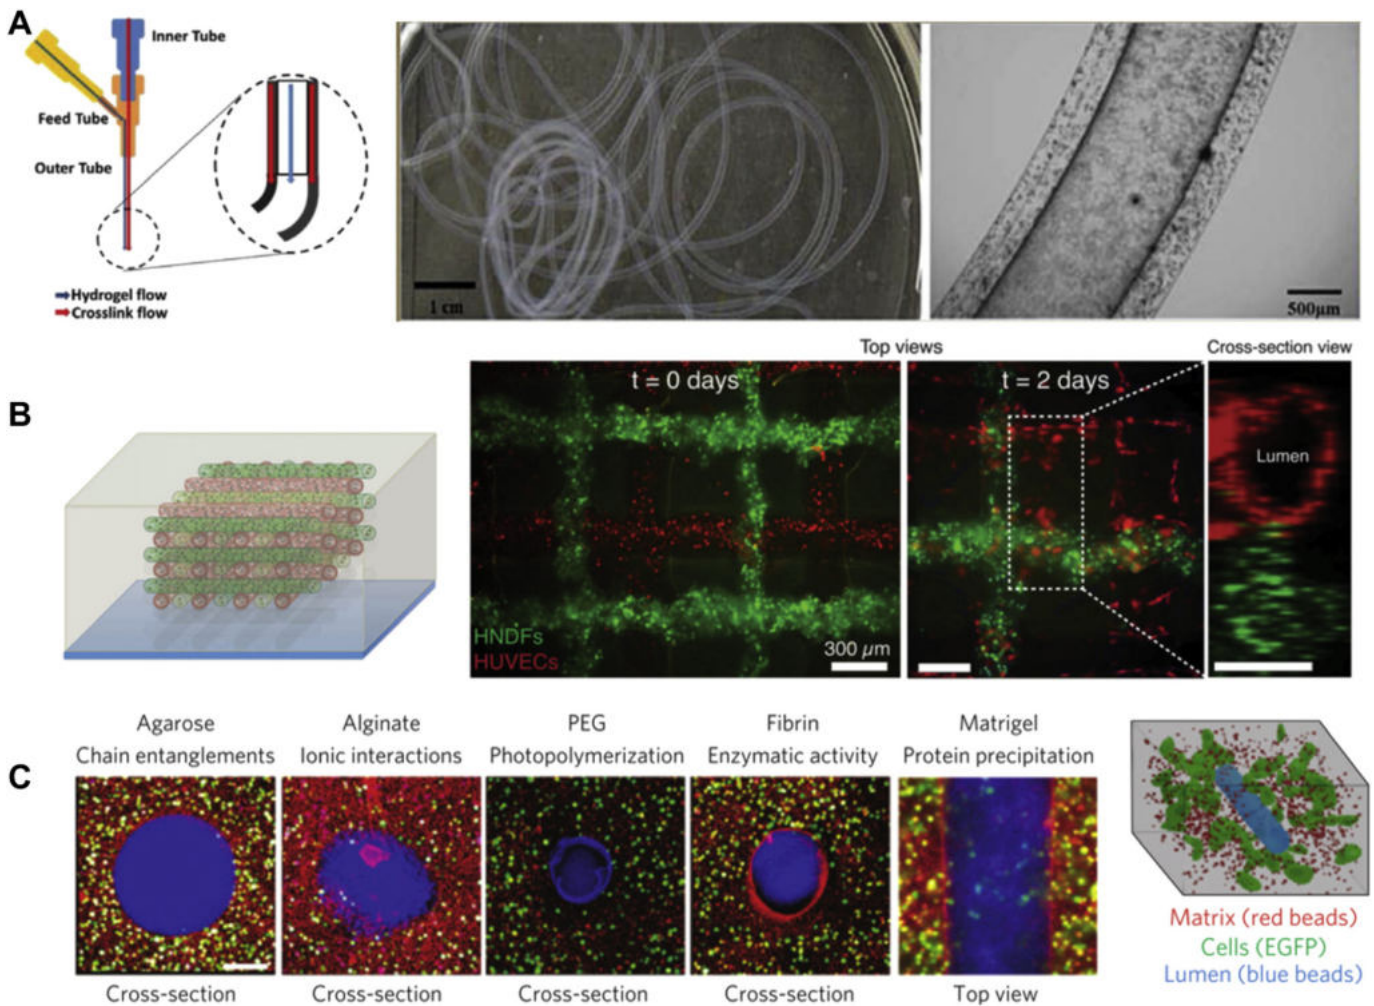 A
Inner Tube
Feed Tube
Outer Tube
Hydrogel flow
Crosslink flow
1 cm
500μm
B
Top views
Cross-section view
t = 0 days
t = 2 days
Lumen
HNDFs
HUVECs
300 μm
C
Agarose
Chain entanglements
Alginate
Ionic interactions
PEG
Photopolymerization
Fibrin
Enzymatic activity
Matrigel
Protein precipitation
Cross-section
Cross-section
Cross-section
Cross-section
Top view
Matrix (red beads)
Cells (EGFP)
Lumen (blue beads)